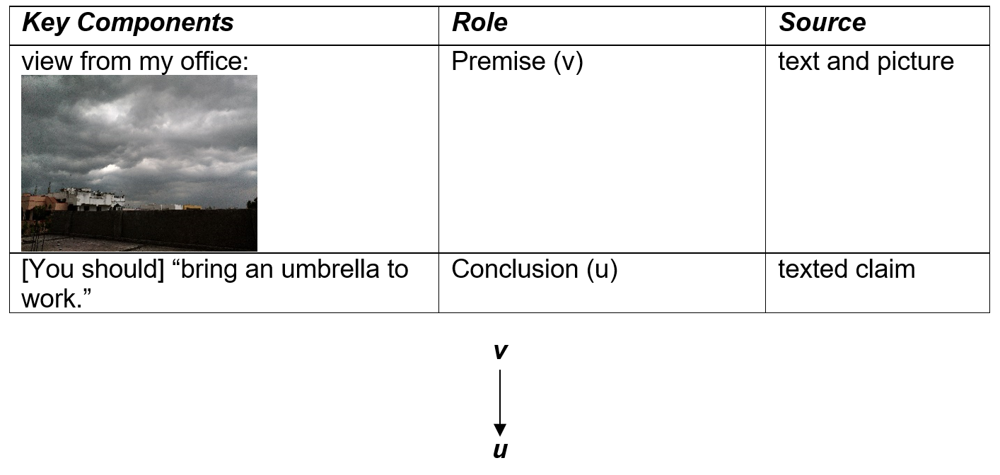 Key Components Role Source
view from my office: Premise (v) text and picture
[You should] “bring an umbrella to Conclusion (u) texted claim
work.”
v
u